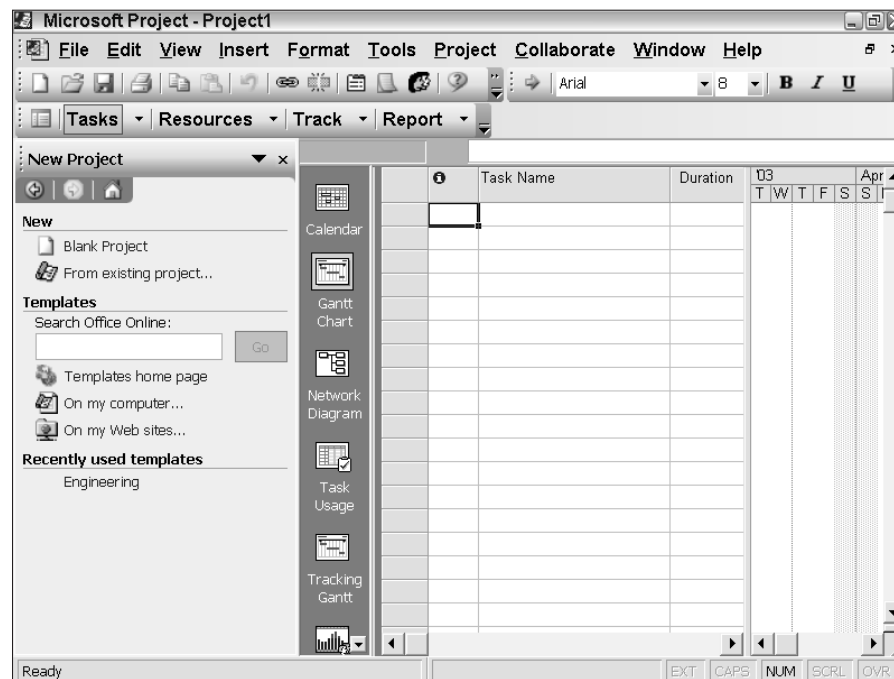 Microsoft Project - Project1
File Edit View Insert Format Tools Project Collaborate Window Help
Arial 8 B I U
Tasks Resources Track Report
New Project
New
Blank Project
From existing project...
Templates
Search Office Online:
Go
Templates home page
On my computer...
On my Web sites...
Recently used templates
Engineering
Calendar
Gantt
Chart
Network
Diagram
Task
Usage
Tracking
Gantt
Task Name Duration
'03 Apr
T W T F S S
Ready EXT CAPS NUM SCRL OVR